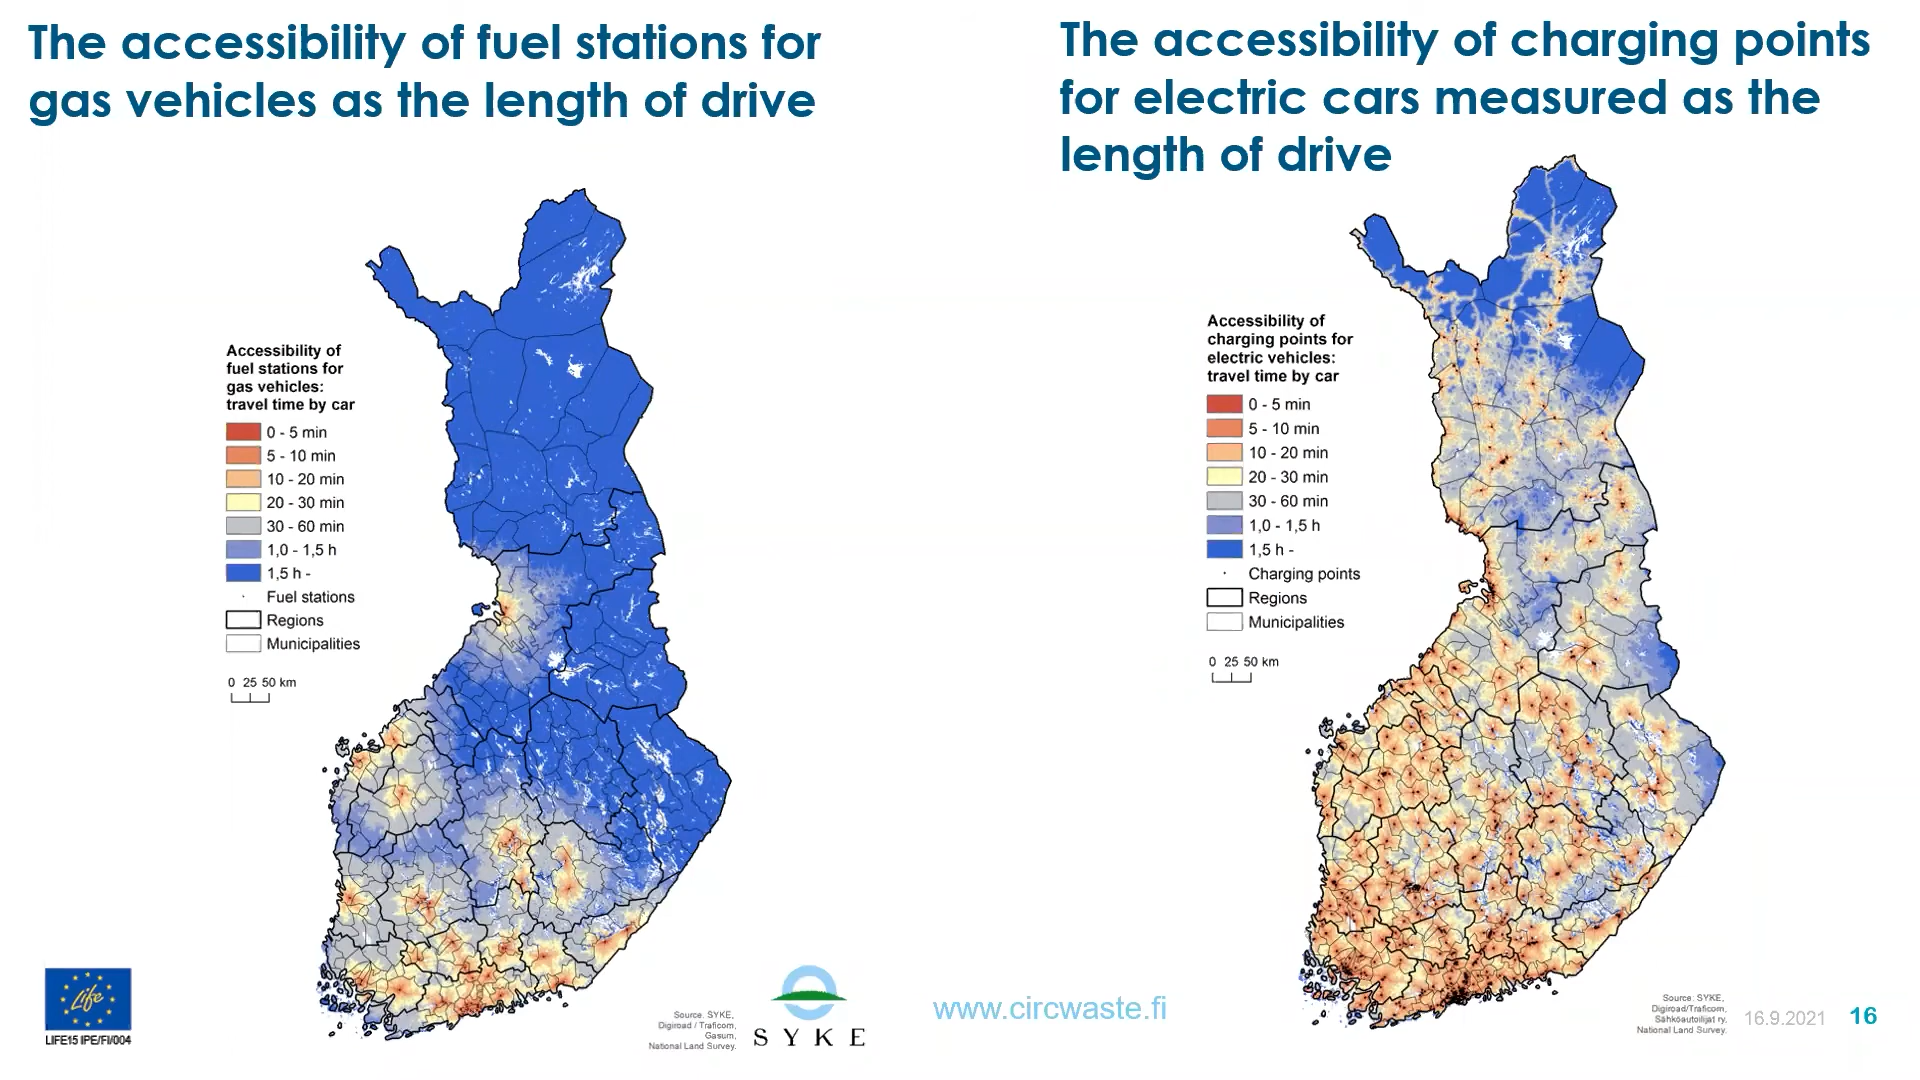 The accessibility of fuel stations for
gas vehicles as the length of drive
Accessibility of
fuel stations for
gas vehicles:
travel time by car
0 - 5 min
5 - 10 min
10 - 20 min
20 - 30 min
30 - 60 min
1,0 - 1,5 h
1,5 h -
Fuel stations
Regions
Municipalities
0 25 50 km
The accessibility of charging points
for electric cars measured as the
length of drive
Accessibility of
charging points for
electric vehicles:
travel time by car
0 - 5 min
5 - 10 min
10 - 20 min
20 - 30 min
30 - 60 min
1,0 - 1,5 h
1,5 h -
Charging points
Regions
Municipalities
0 25 50 km
Life
LIFE15 IPE/FI/004
Source: SYKE,
Digiroad / Traficom,
Gasum,
National Land Survey.
SYKE
www.circwaste.fi
Source: SYKE,
Digiroad/Traficom,
Sähköautoilijat ry,
National Land Survey.
16.9.2021
16